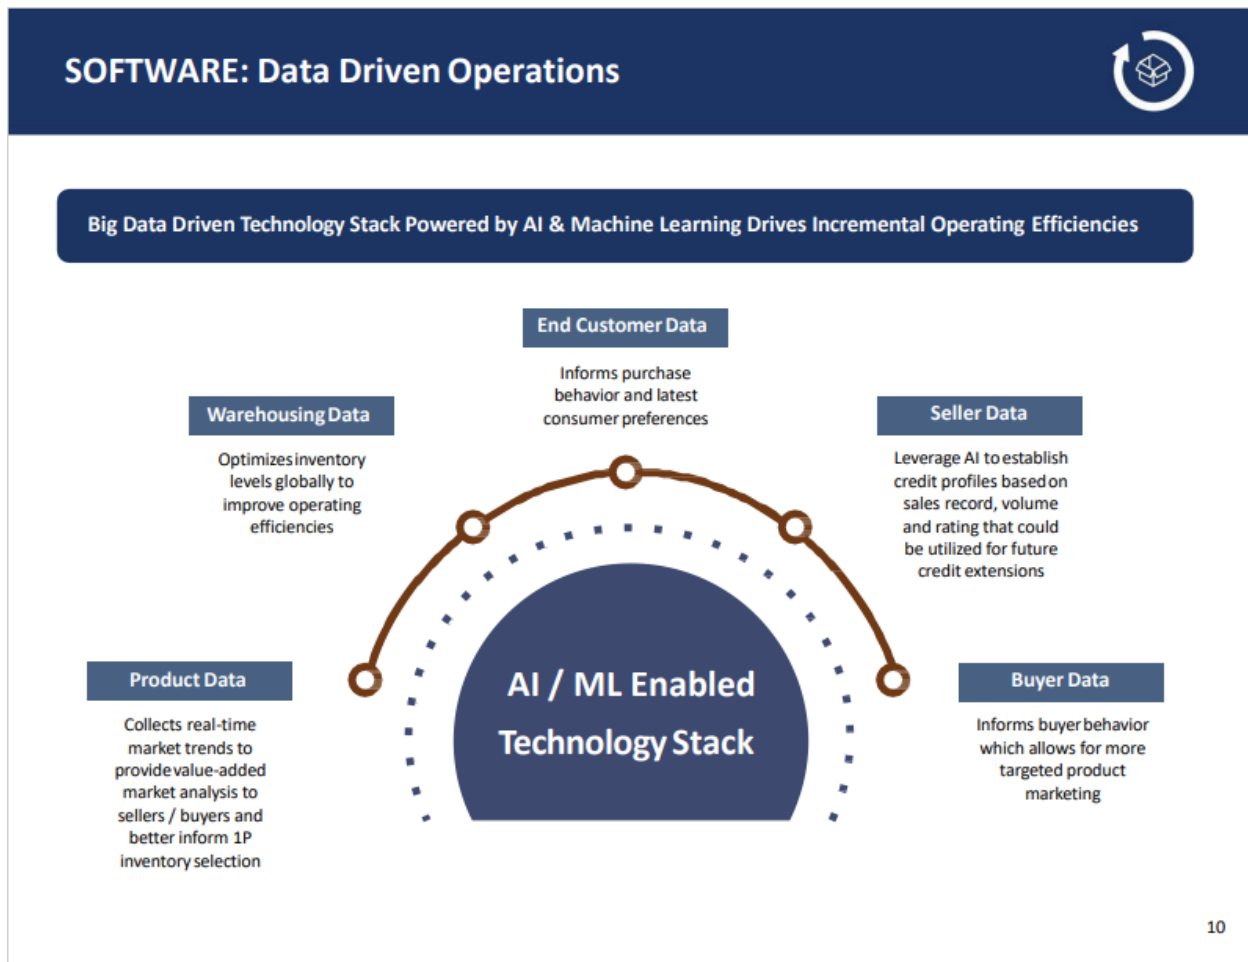 SOFTWARE: Data Driven Operations
Big Data Driven Technology Stack Powered by AI & Machine Learning Drives Incremental Operating Efficiencies
End Customer Data
Informs purchase
behavior and latest
consumer preferences
Warehousing Data
Optimizes inventory
levels globally to
improve operating
efficiencies
Seller Data
Leverage AI to establish
credit profiles based on
sales record, volume
and rating that could
be utilized for future
credit extensions
Product Data
Collects real-time
market trends to
provide value-added
market analysis to
sellers / buyers and
better inform 1P
inventory selection
AI / ML Enabled
Technology Stack
Buyer Data
Informs buyer behavior
which allows for more
targeted product
marketing
10